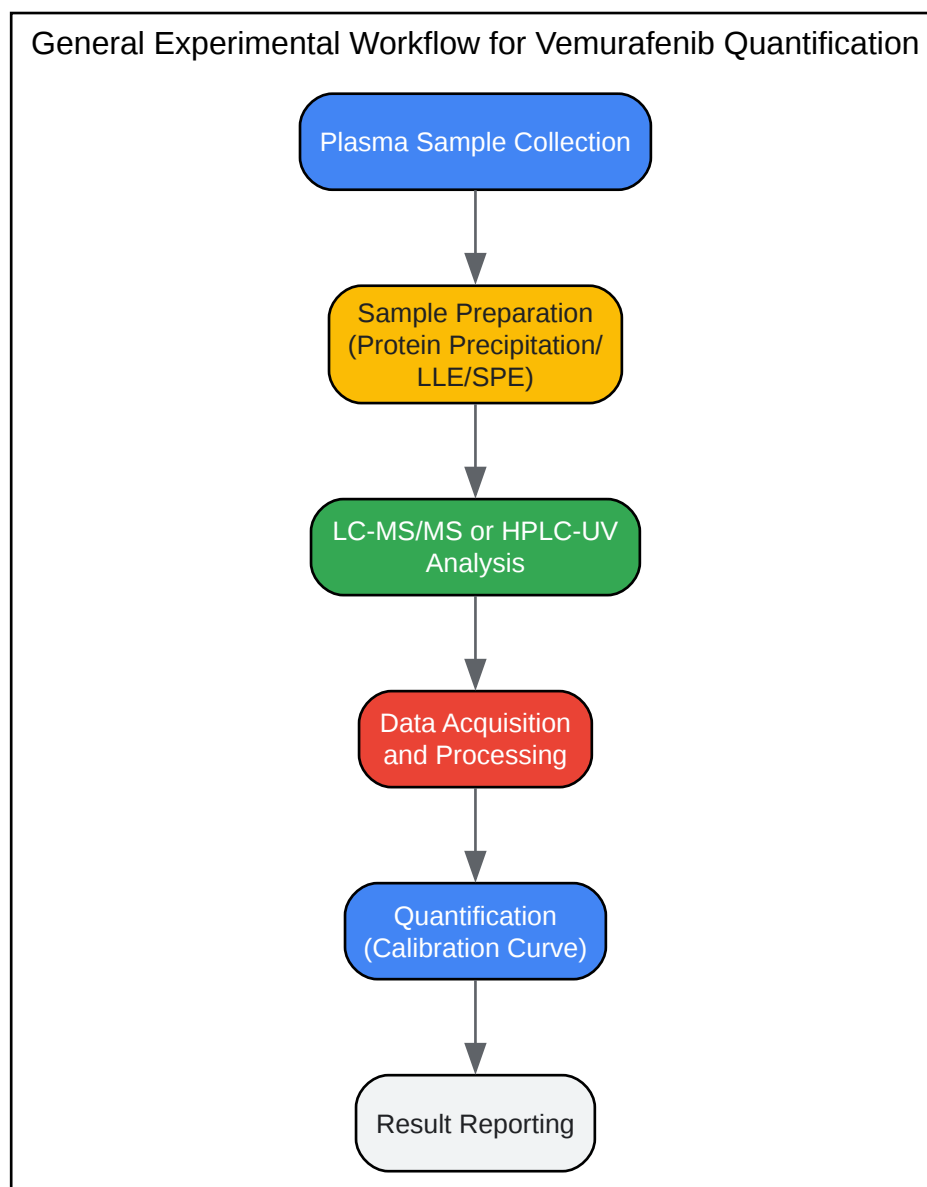 General Experimental Workflow for Vemurafenib Quantification
Plasma Sample Collection
Sample Preparation
(Protein Precipitation/
LLE/SPE)
LC-MS/MS or HPLC-UV
Analysis
Data Acquisition
and Processing
Quantification
(Calibration Curve)
Result Reporting